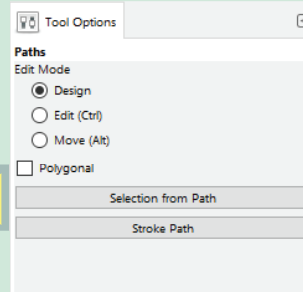 Tool Options
Paths
Edit Mode
Design
Edit (Ctrl)
Move (Alt)
Polygonal
Selection from Path
Stroke Path